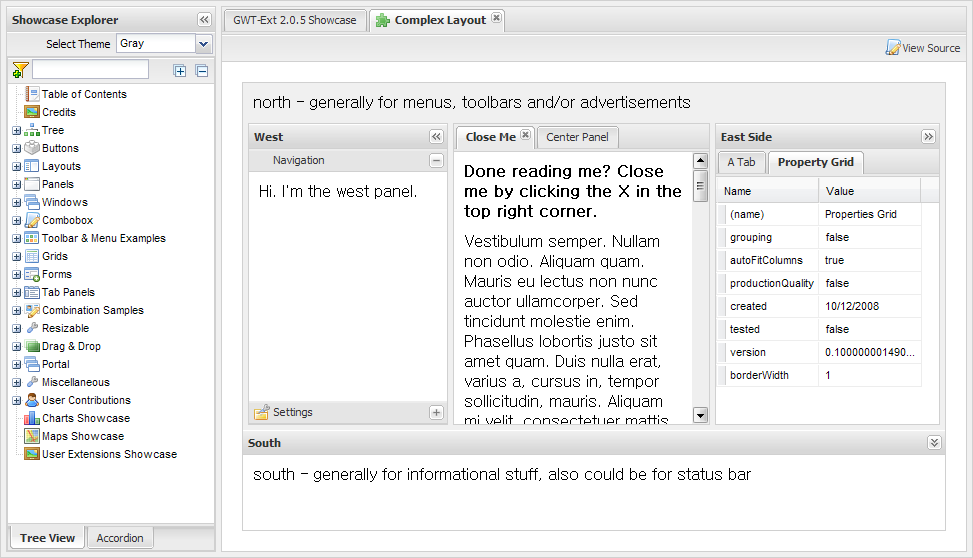 Showcase Explorer
Select Theme Gray
Table of Contents
Credits
Tree
Buttons
Layouts
Panels
Windows
Combobox
Toolbar & Menu Examples
Grids
Forms
Tab Panels
Combination Samples
Resizable
Drag & Drop
Portal
Miscellaneous
User Contributions
Charts Showcase
Maps Showcase
User Extensions Showcase
Tree View
Accordion
GWT-Ext 2.0.5 Showcase
Complex Layout
View Source
north - generally for menus, toolbars and/or advertisements
West
Navigation
Hi. I'm the west panel.
Settings
Close Me
Center Panel
Done reading me? Close
me by clicking the X in the
top right corner.
Vestibulum semper. Nullam
non odio. Aliquam quam.
Mauris eu lectus non nunc
auctor ullamcorper. Sed
tincidunt molestie enim.
Phasellus lobortis justo sit
amet quam. Duis nulla erat,
varius a, cursus in, tempor
sollicitudin, mauris. Aliquam
mi velit, consectetuer mattis
East Side
A Tab
Property Grid
Name Value
(name) Properties Grid
grouping false
autoFitColumns true
productionQuality false
created 10/12/2008
tested false
version 0.100000001490...
borderWidth 1
South
south - generally for informational stuff, also could be for status bar